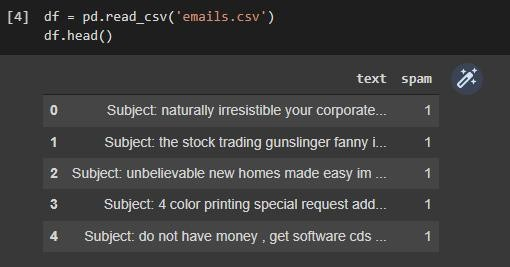 [4] df = pd.read_csv('emails.csv')
df.head()
text spam
0 Subject: naturally irresistible your corporate... 1
1 Subject: the stock trading gunslinger fanny i... 1
2 Subject: unbelievable new homes made easy im ... 1
3 Subject: 4 color printing special request add... 1
4 Subject: do not have money , get software cds ... 1